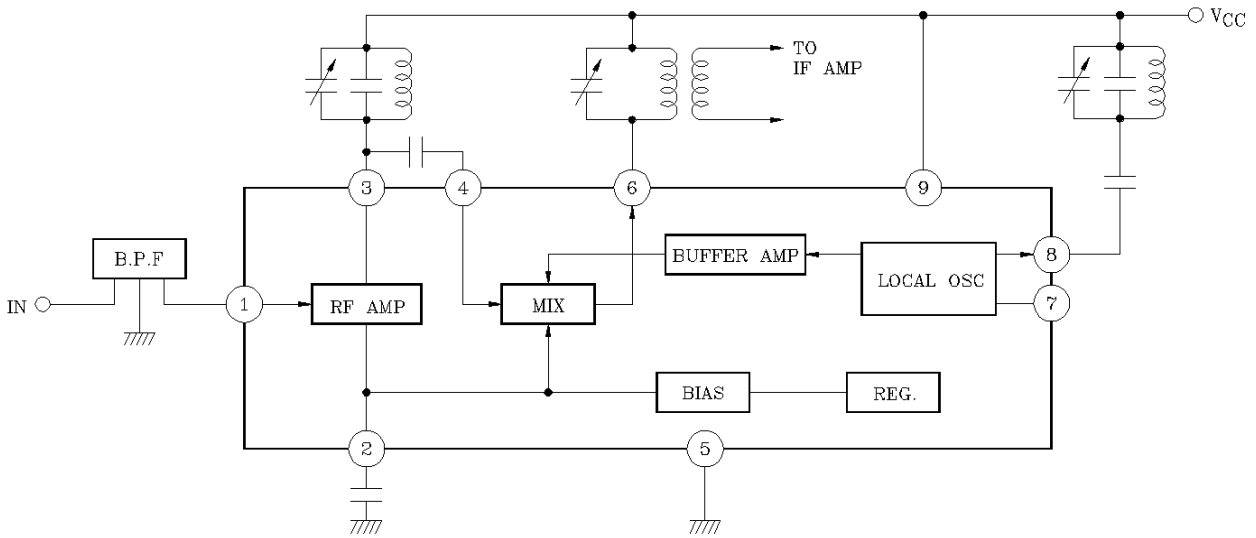 VCC
TO
IF AMP
3
4
6
9
B.P.F
BUFFER AMP
LOCAL OSC
8
IN
1
RF AMP
MIX
7
BIAS
REG.
2
5